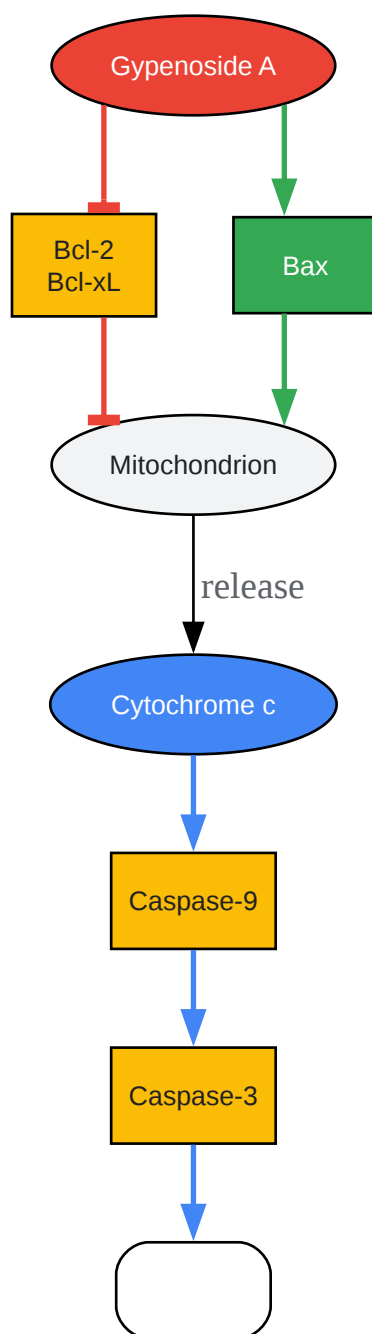 Gypenoside A
Bcl-2
Bcl-xL
Bax
Mitochondrion
release
Cytochrome c
Caspase-9
Caspase-3